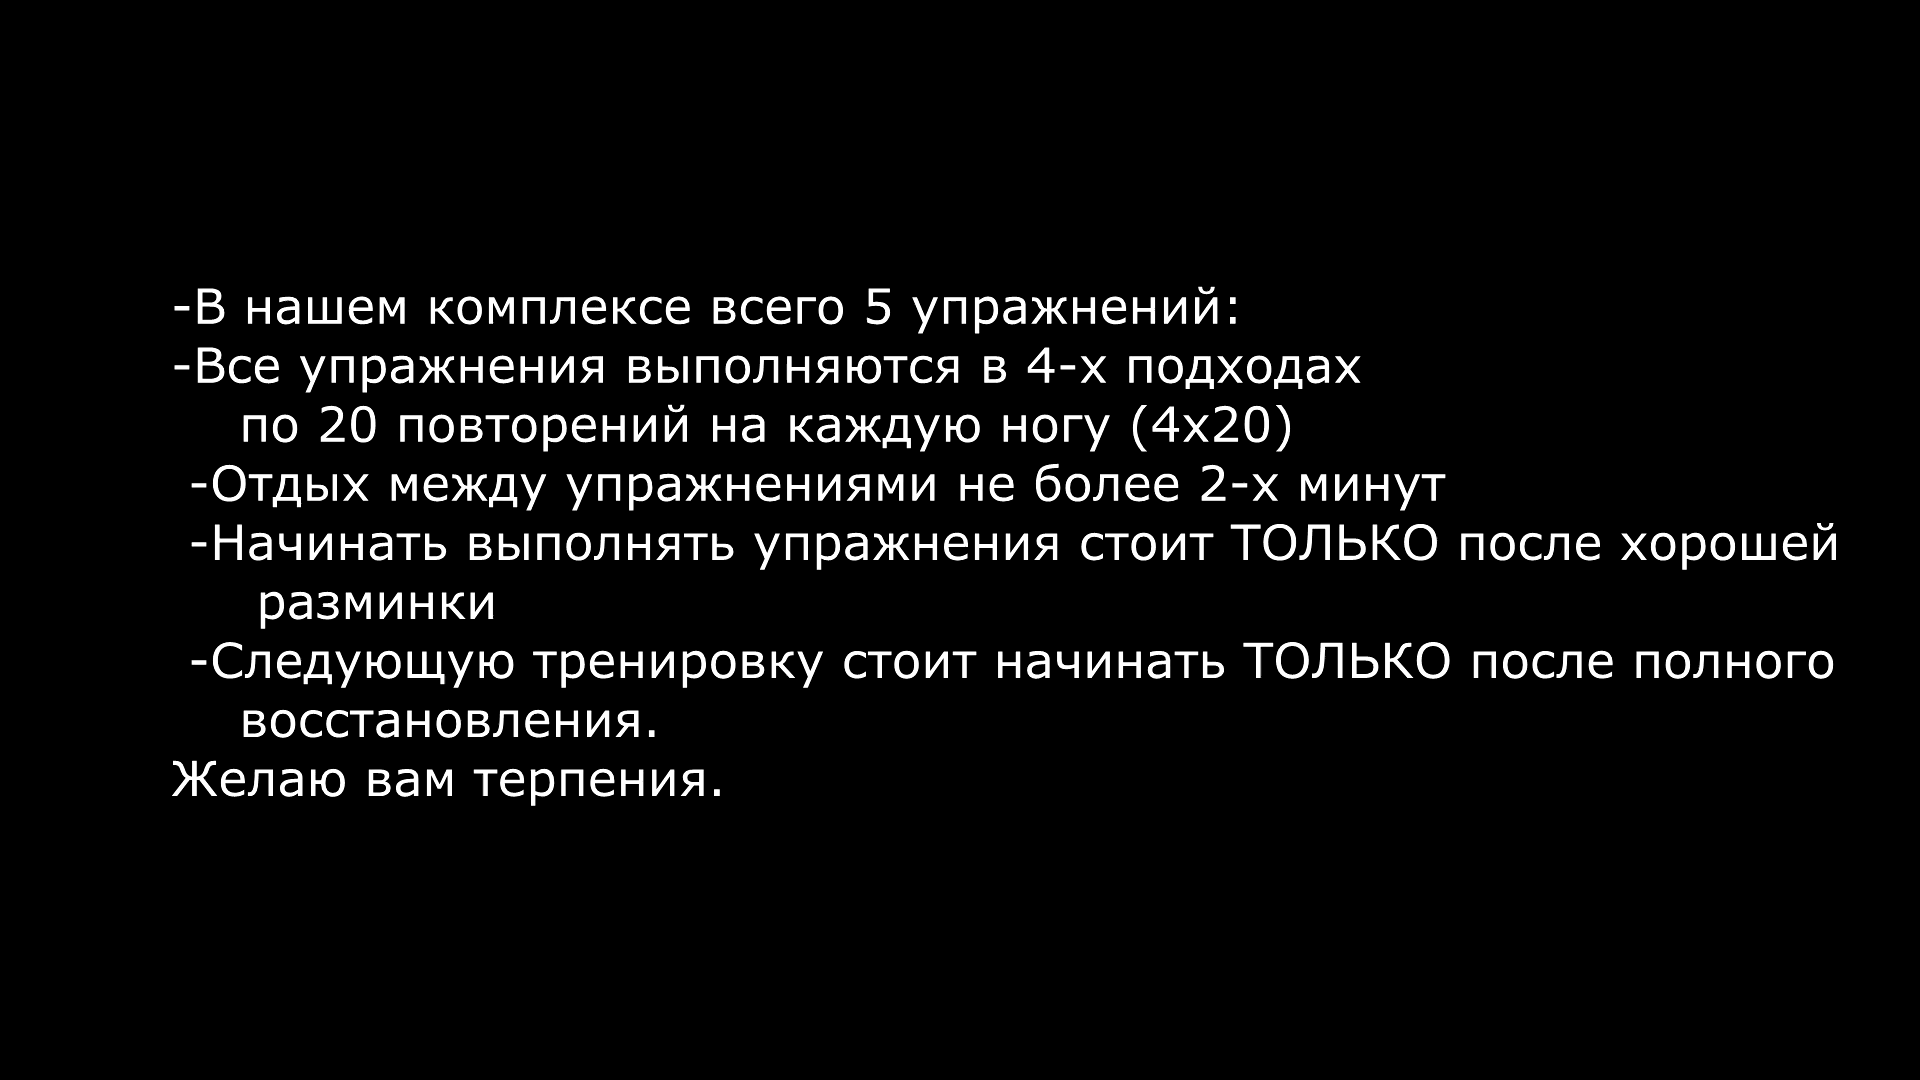 -В нашем комплексе всего 5 упражнений:
-Все упражнения выполняются в 4-х подходах
по 20 повторений на каждую ногу (4х20)
-Отдых между упражнениями не более 2-х минут
-Начинать выполнять упражнения стоит ТОЛЬКО после хорошей
разминки
-Следующую тренировку стоит начинать ТОЛЬКО после полного
восстановления.
Желаю вам терпения.